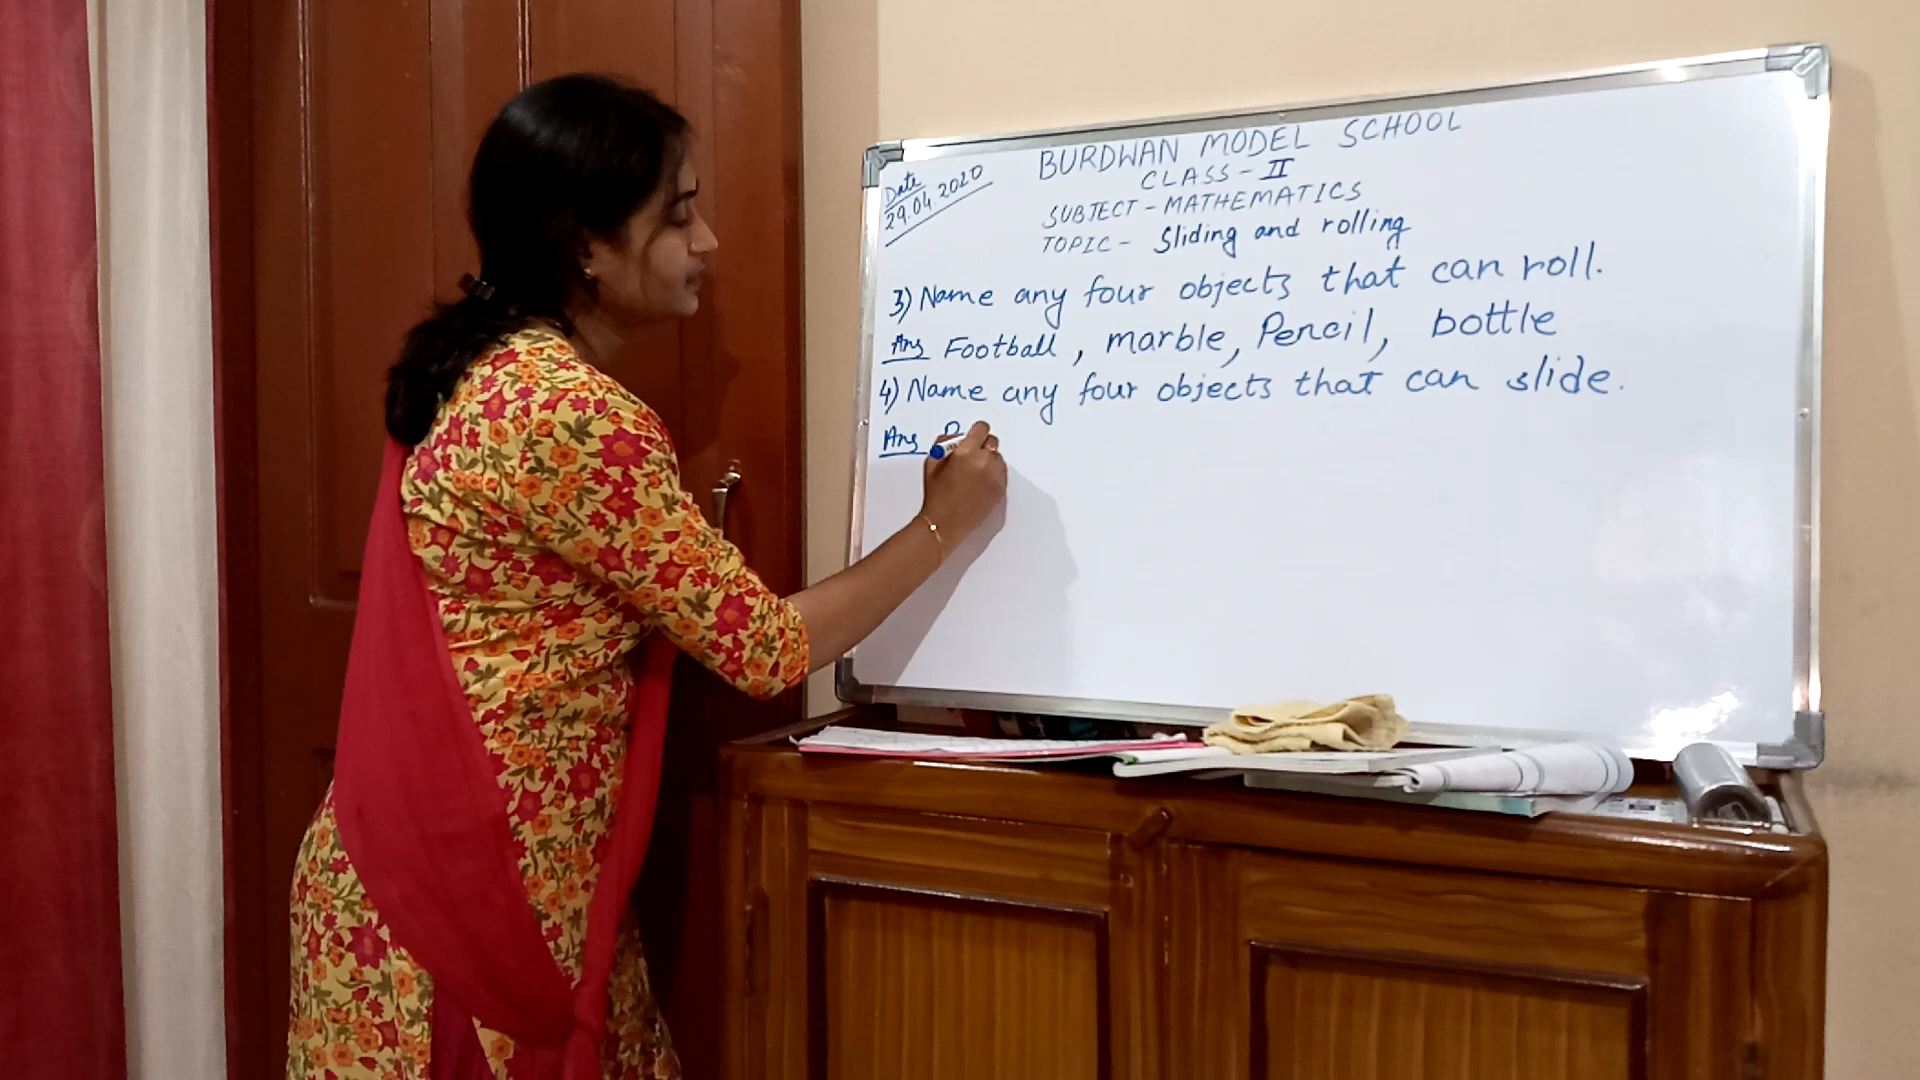 Date
29.04.2020
BURDWAN MODEL SCHOOL
CLASS - II
SUBJECT - MATHEMATICS
TOPIC - Sliding and rolling
3) Name any four objects that can roll.
Ans Football, marble, Pencil, bottle
4) Name any four objects that can slide.
Ans